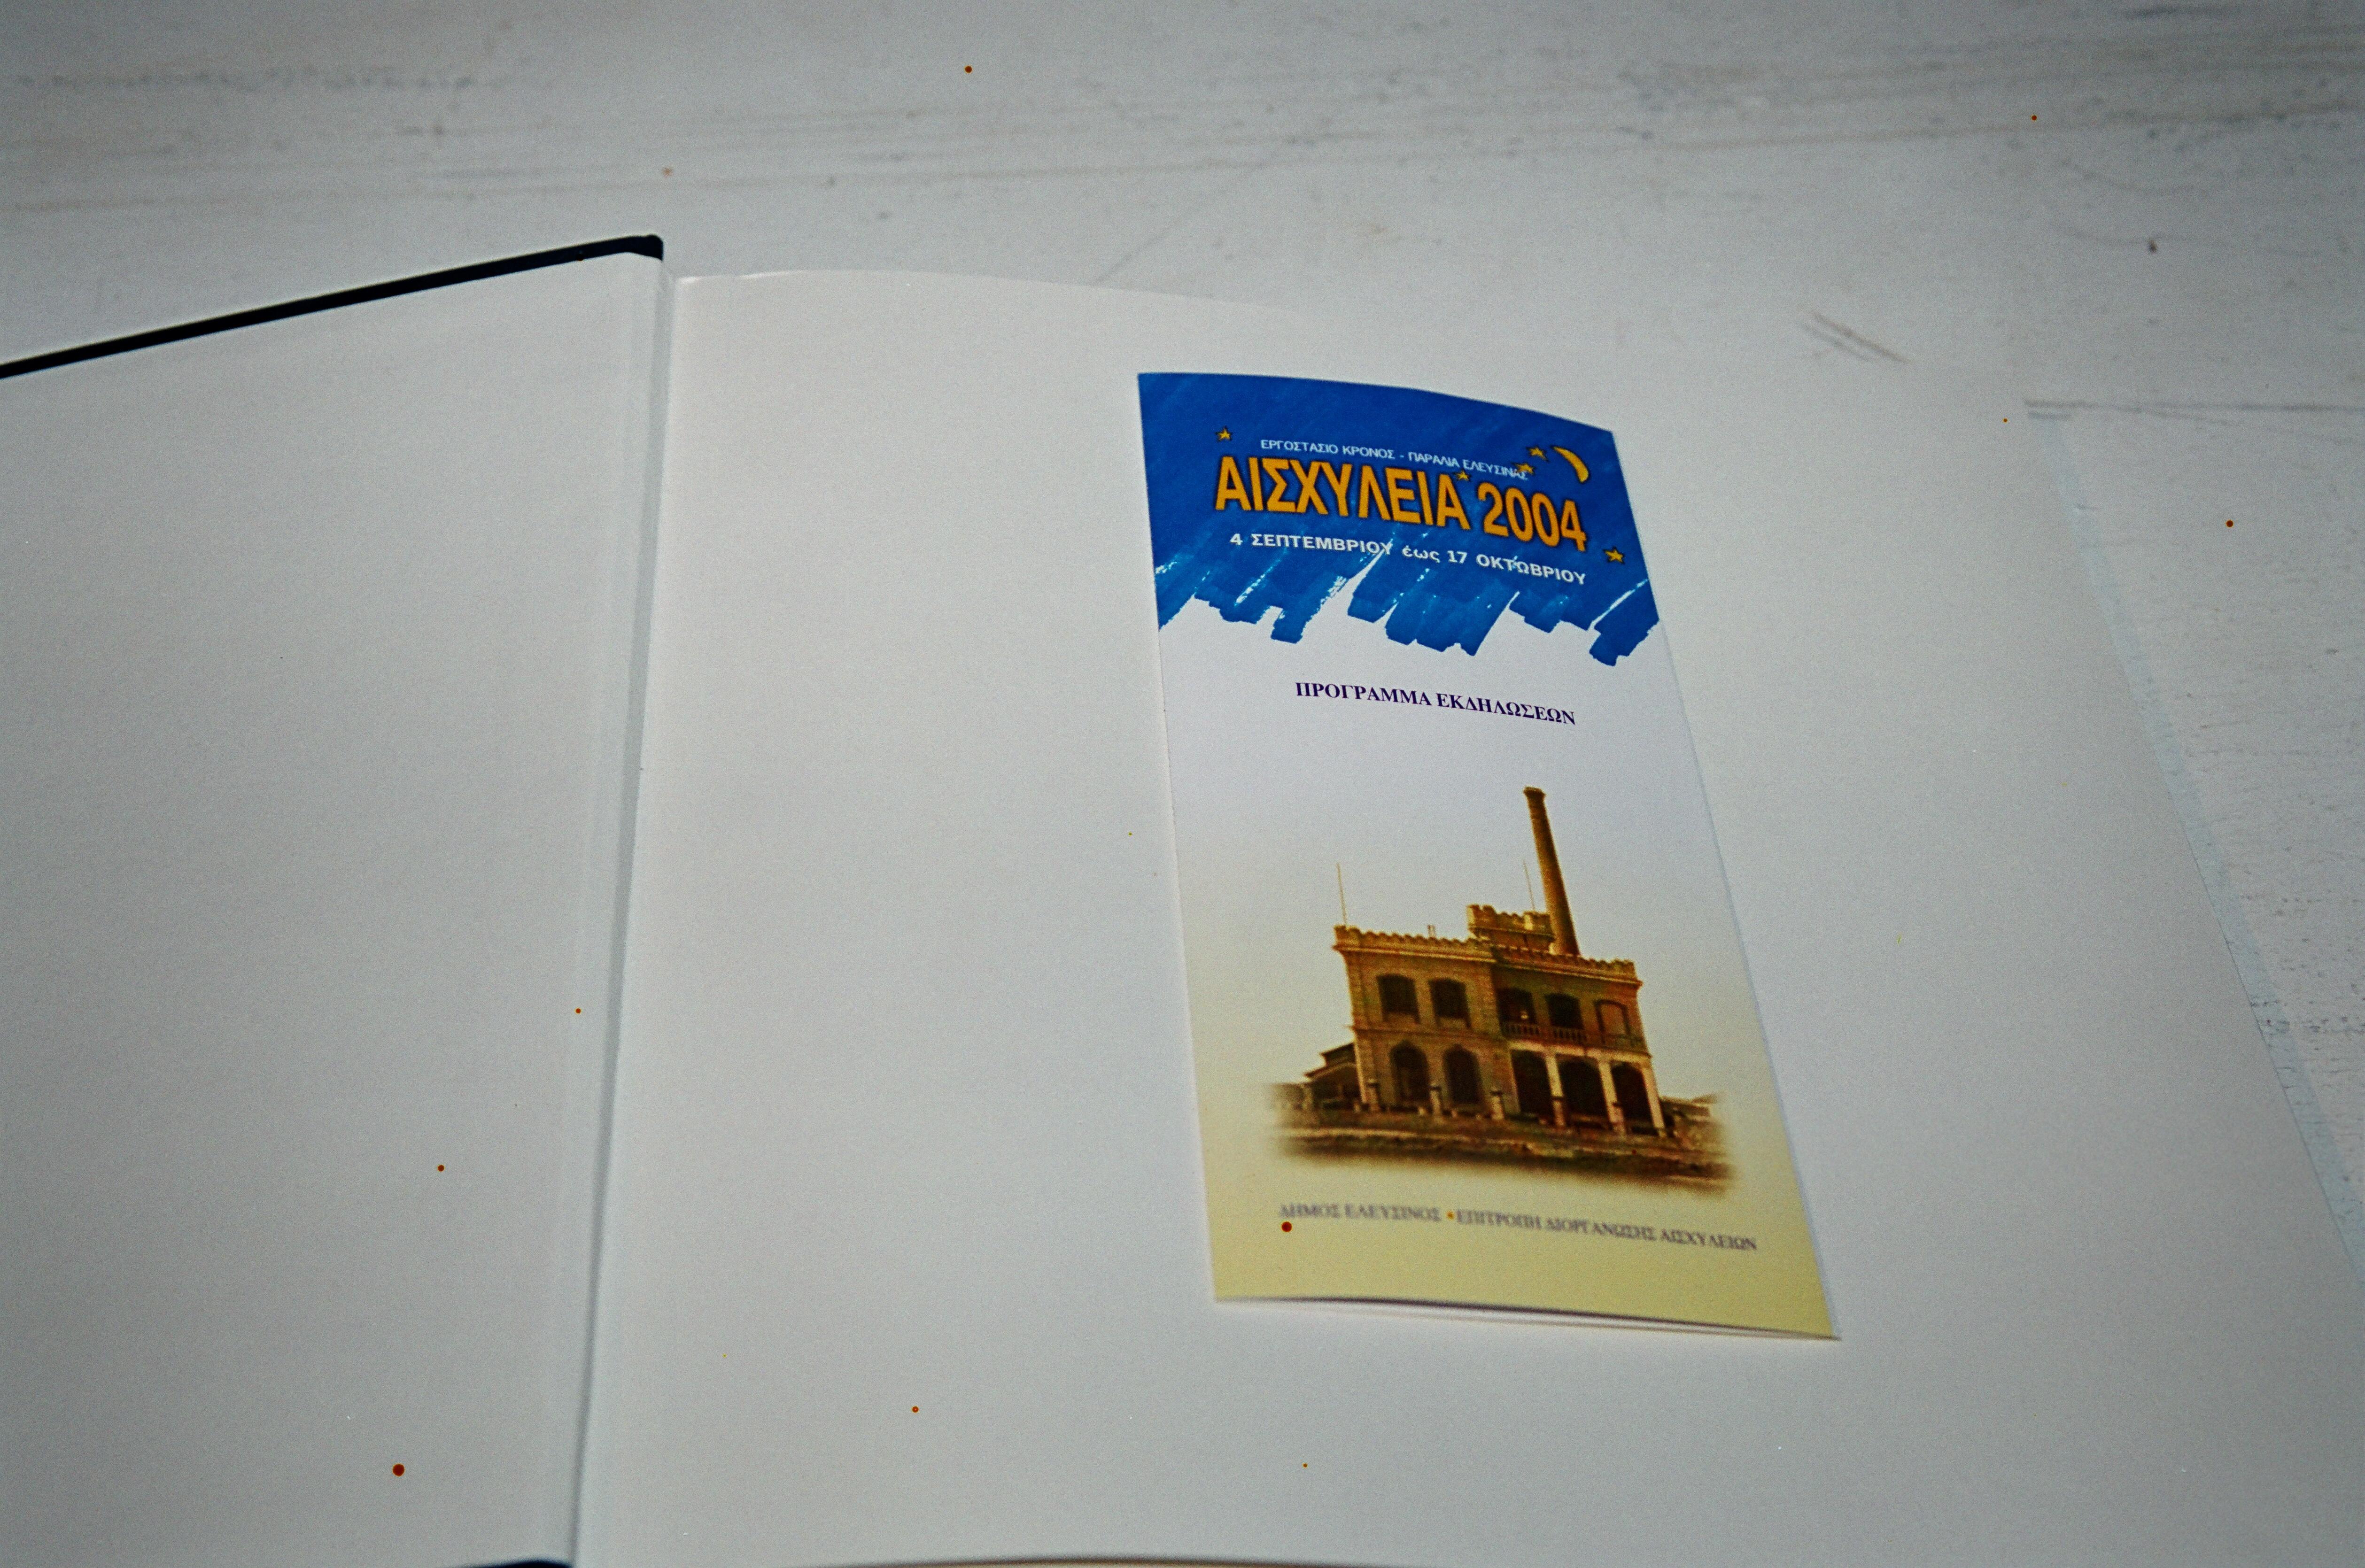 ΕΡΓΟΣΤΑΣΙΟ ΚΡΟΝΟΣ - ΠΑΡΑΛΙΑ ΕΛΕΥΣΙΝΑΣ
ΑΙΣΧΥΛΕΙΑ 2004
4 ΣΕΠΤΕΜΒΡΙΟΥ έως 17 ΟΚΤΩΒΡΙΟΥ
ΠΡΟΓΡΑΜΜΑ ΕΚΔΗΛΩΣΕΩΝ
ΔΗΜΟΣ ΕΛΕΥΣΙΝΟΣ • ΕΠΙΤΡΟΠΗ ΔΙΟΡΓΑΝΩΣΗΣ ΑΙΣΧΥΛΕΙΩΝ